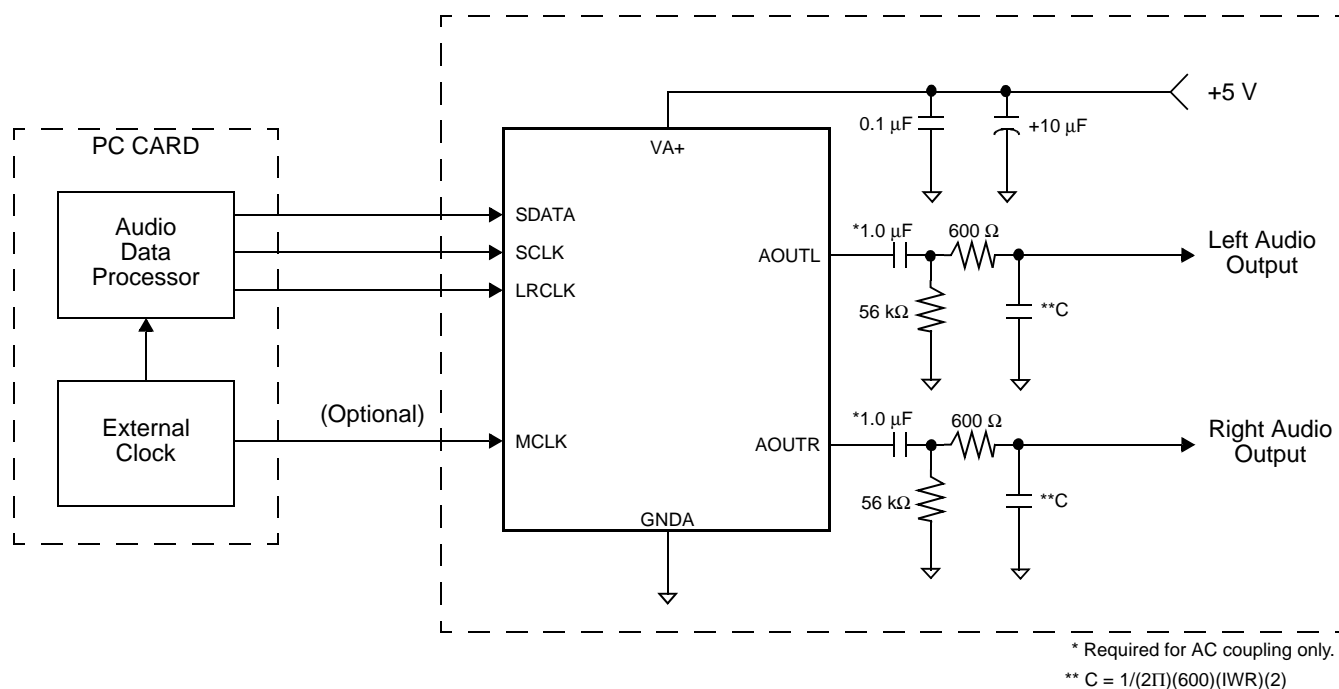 +5 V
0.1 μF
+10 μF
PC CARD
VA+
Audio
Data
Processor
SDATA
SCLK
LRCLK
AOUTL
*1.0 μF
600 Ω
Left Audio
Output
56 kΩ
**C
External
Clock
(Optional)
MCLK
AOUTR
*1.0 μF
600 Ω
Right Audio
Output
56 kΩ
**C
GNDA
* Required for AC coupling only.
** C = 1/(2Π)(600)(IWR)(2)